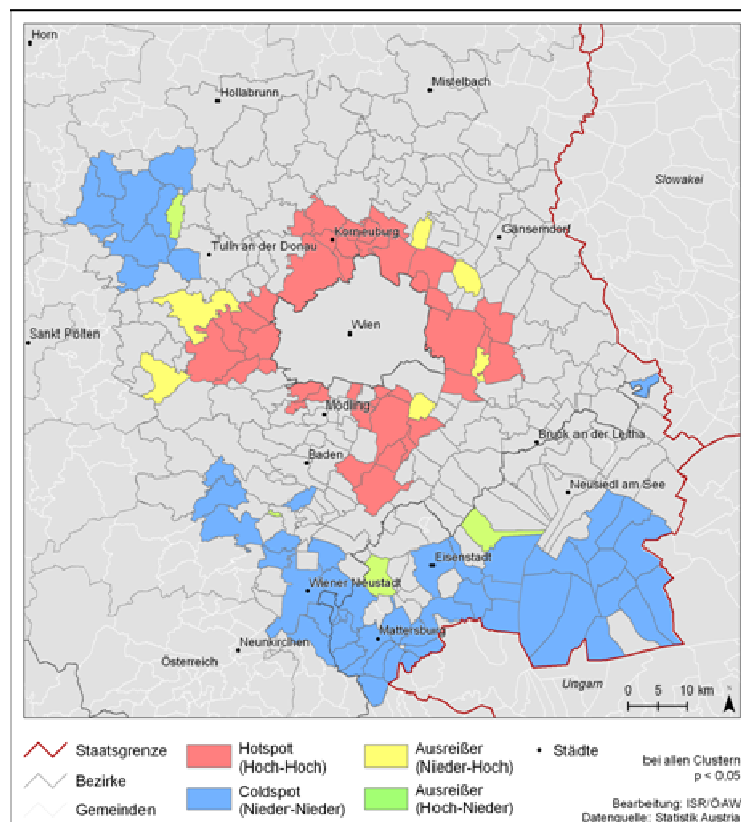 Horn
Mistelbach
Hollabrunn
Slowakei
Korneuburg
Gänserndorf
Tulln an der Donau
Wien
Sankt Pölten
Mödling
Bruck an der Leitha
Baden
Neusiedl am See
Eisenstadt
Wiener Neustadt
Mattersburg
Neunkirchen
Österreich
Ungarn
0 5 10 km
N
Staatsgrenze
Bezirke
Gemeinden
Hotspot
(Hoch-Hoch)
Coldspot
(Nieder-Nieder)
Ausreißer
(Nieder-Hoch)
Ausreißer
(Hoch-Nieder)
Städte
bei allen Clustern
p < 0,05
Bearbeitung: ISR/ÖAW
Datenquelle: Statistik Austria